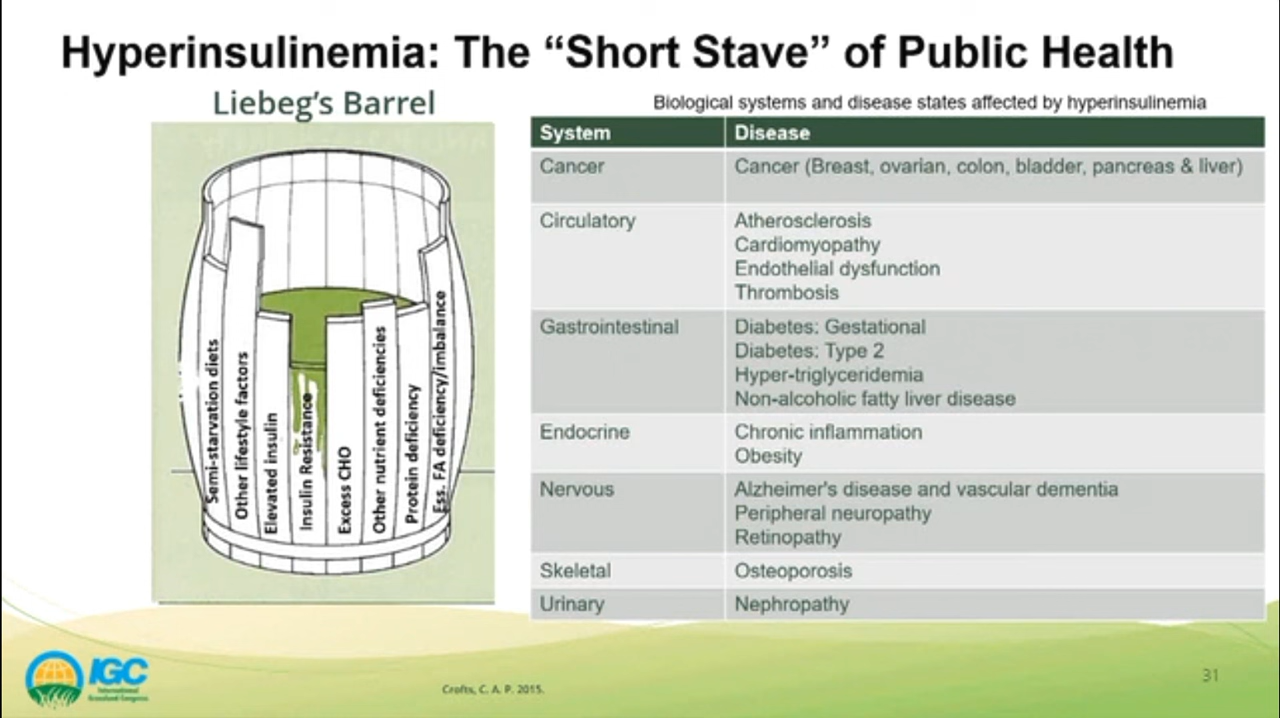 Hyperinsulinemia: The “Short Stave” of Public Health
Liebeg’s Barrel
Semi-starvation diets
Other lifestyle factors
Elevated insulin
Insulin Resistance
Excess CHO
Other nutrient deficiencies
Protein deficiency
Ess. FA deficiency/imbalance
Biological systems and disease states affected by hyperinsulinemia
System Disease
Cancer Cancer (Breast, ovarian, colon, bladder, pancreas & liver)
Circulatory Atherosclerosis
Cardiomyopathy
Endothelial dysfunction
Thrombosis
Gastrointestinal Diabetes: Gestational
Diabetes: Type 2
Hyper-triglyceridemia
Non-alcoholic fatty liver disease
Endocrine Chronic inflammation
Obesity
Nervous Alzheimer's disease and vascular dementia
Peripheral neuropathy
Retinopathy
Skeletal Osteoporosis
Urinary Nephropathy
IGC
International
Grassland Congress
Crofts, C. A. P. 2015.
31